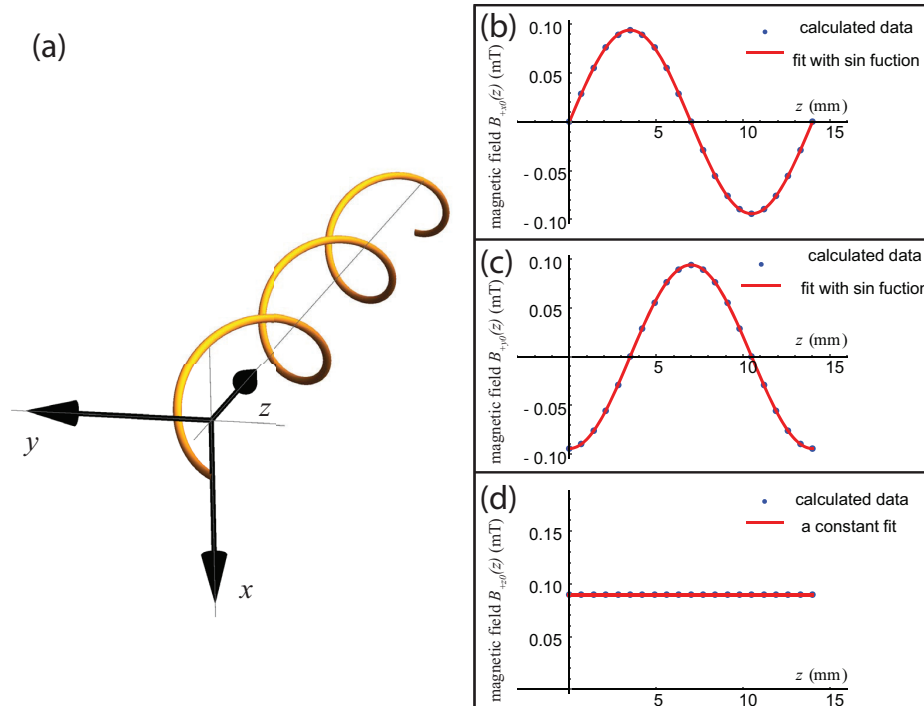 (a)
y
z
x
(b)
magnetic field B+x0(z) (mT)
0.10
0.05
- 0.05
- 0.10
5
10
15
z (mm)
calculated data
fit with sin fuction
(c)
magnetic field B+y0(z) (mT)
0.10
0.05
- 0.05
- 0.10
5
10
15
z (mm)
calculated data
fit with sin fuction
(d)
magnetic field B+z0(z) (mT)
0.15
0.10
0.05
5
10
15
z (mm)
calculated data
a constant fit